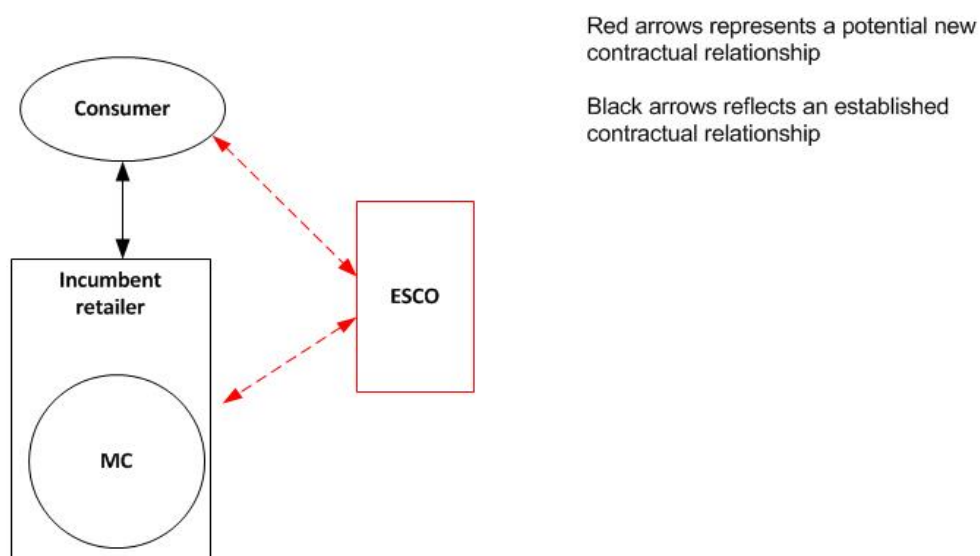 Red arrows represents a potential new
contractual relationship
Black arrows reflects an established
contractual relationship
Consumer
Incumbent
retailer
ESCO
MC